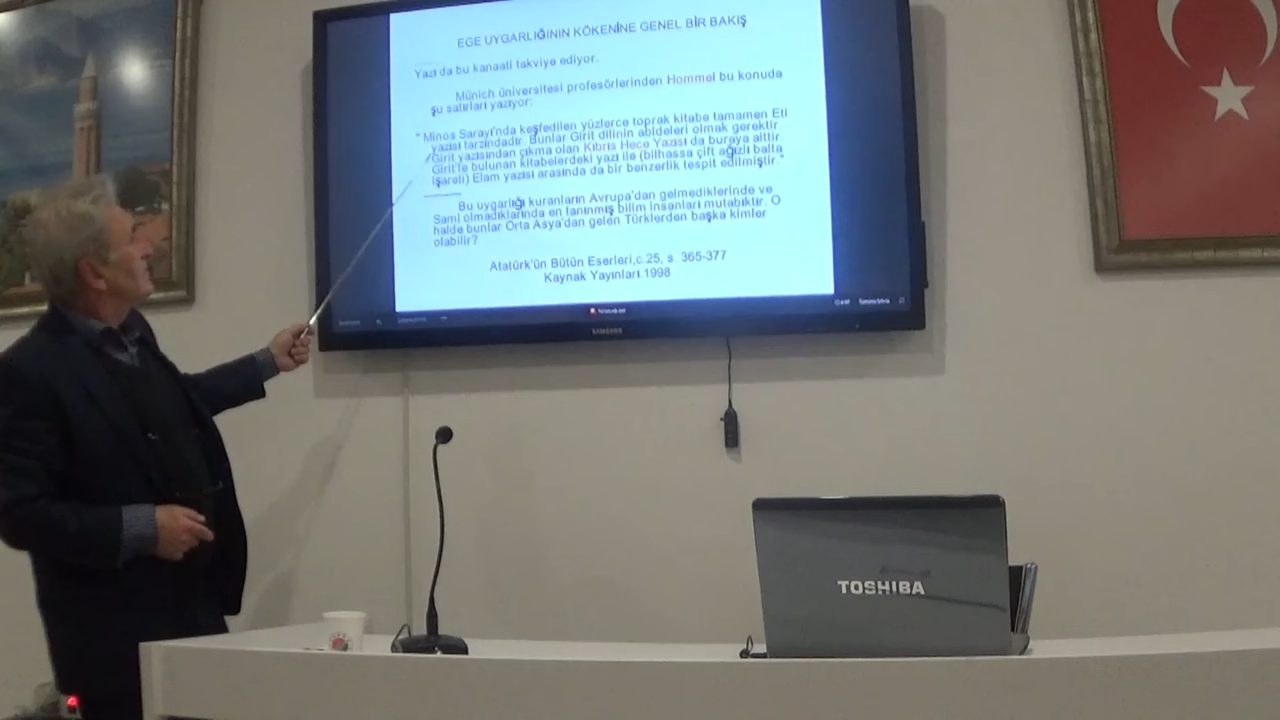 EGE UYGARLIĞININ KÖKENİNE GENEL BİR BAKIŞ
Yazı da bu kanaati takviye ediyor.
Münich üniversitesi profesörlerinden Hommel bu konuda
şu satırları yazıyor:
" Minos Sarayı'nda keşfedilen yüzlerce toprak kitabe tamamen Eti
yazısı tarzındadır. Bunlar Girit dilinin abideleri olmak gerektir.
Girit yazısından çıkma olan Kıbrıs Hece Yazısı da buraya aittir.
Girit'te bulunan kitabelerdeki yazı ile (bilhassa çift ağızlı balta
işareti) Elam yazısı arasında da bir benzerlik tespit edilmiştir."
Bu uygarlığı kuranların Avrupa'dan gelmediklerinde ve
Sami olmadıklarında en tanınmış bilim insanları mutabıktır. O
halde bunlar Orta Asya'dan gelen Türklerden başka kimler
olabilir?
Atatürk'ün Bütün Eserleri,c.25, s. 365-377
Kaynak Yayınları 1998
SAMSUNG
TOSHIBA